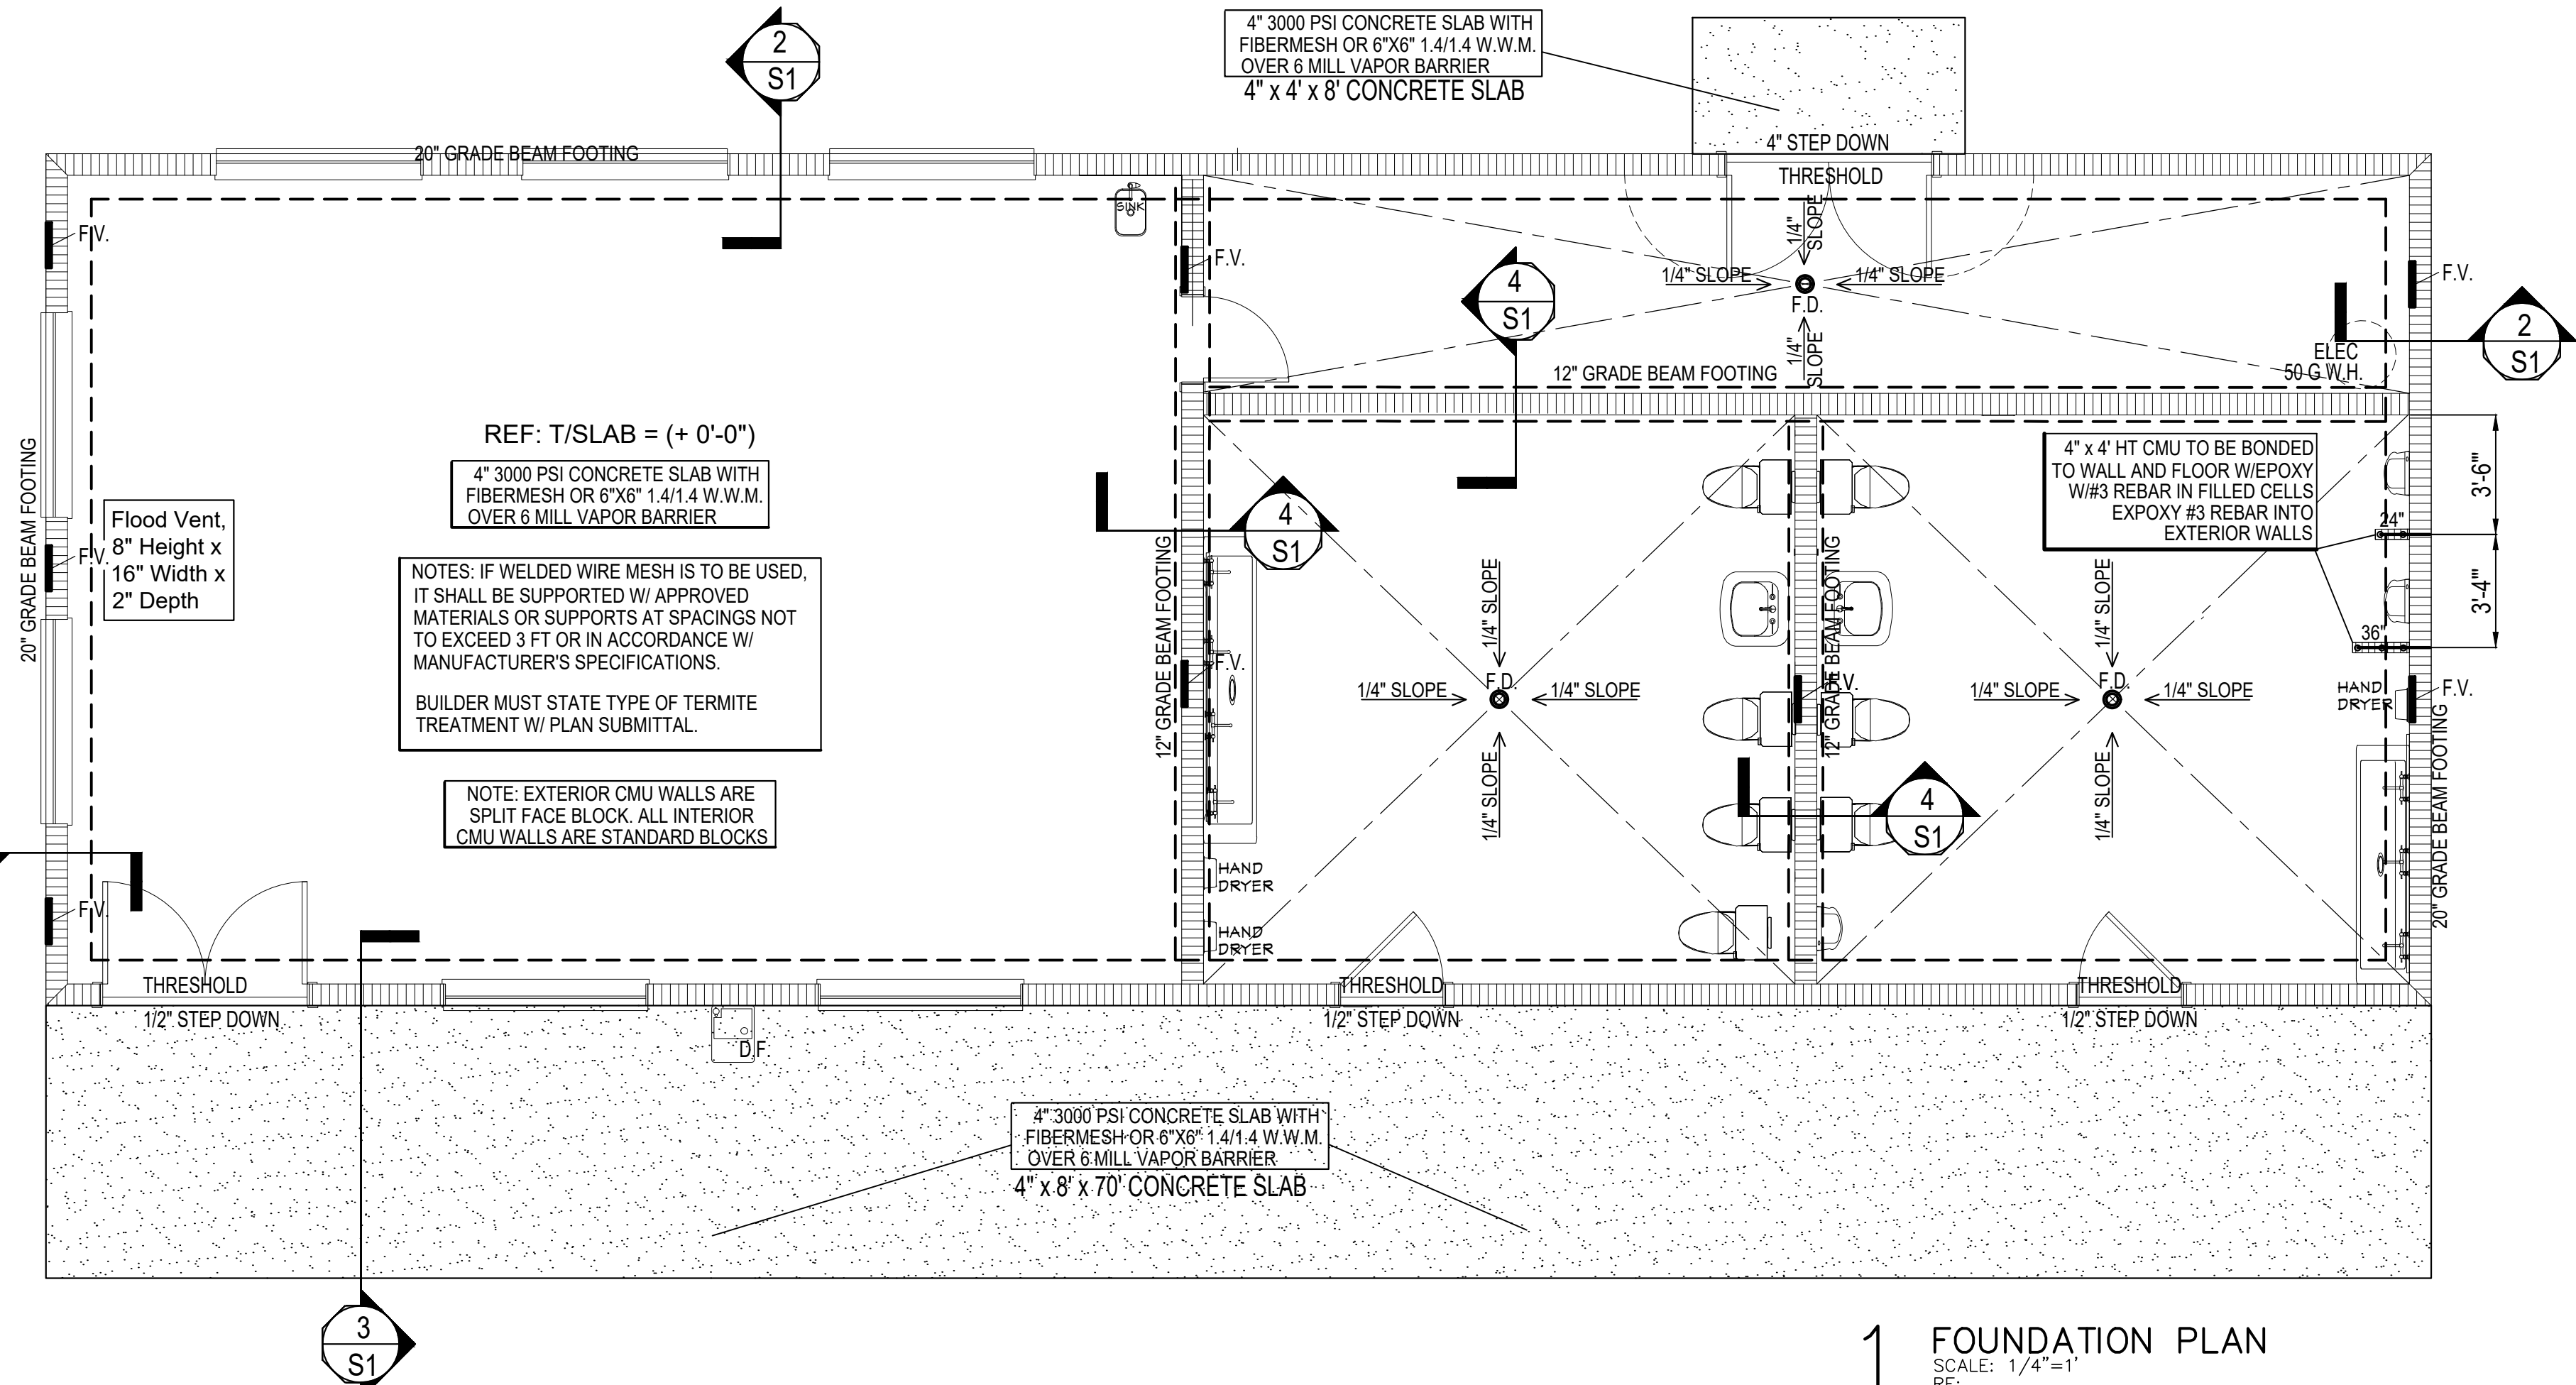 2
S1
4" 3000 PSI CONCRETE SLAB WITH
FIBERMESH OR 6"X6" 1.4/1.4 W.W.M.
OVER 6 MILL VAPOR BARRIER
4" x 4' x 8' CONCRETE SLAB
20" GRADE BEAM FOOTING
4" STEP DOWN
THRESHOLD
SINK
F.V.
F.V.
1/4"
SLOPE
1/4" SLOPE
1/4" SLOPE
F.D.
1/4"
SLOPE
F.V.
4
S1
2
S1
ELEC
50 G W.H.
12" GRADE BEAM FOOTING
REF: T/SLAB = (+ 0'-0")
4" 3000 PSI CONCRETE SLAB WITH
FIBERMESH OR 6"X6" 1.4/1.4 W.W.M.
OVER 6 MILL VAPOR BARRIER
20" GRADE BEAM FOOTING
Flood Vent,
8" Height x
16" Width x
2" Depth
F.V.
NOTES: IF WELDED WIRE MESH IS TO BE USED,
IT SHALL BE SUPPORTED W/ APPROVED
MATERIALS OR SUPPORTS AT SPACINGS NOT
TO EXCEED 3 FT OR IN ACCORDANCE W/
MANUFACTURER'S SPECIFICATIONS.
BUILDER MUST STATE TYPE OF TERMITE
TREATMENT W/ PLAN SUBMITTAL.
NOTE: EXTERIOR CMU WALLS ARE
SPLIT FACE BLOCK. ALL INTERIOR
CMU WALLS ARE STANDARD BLOCKS
4
S1
4" x 4' HT CMU TO BE BONDED
TO WALL AND FLOOR W/EPOXY
W/#3 REBAR IN FILLED CELLS
EXPOXY #3 REBAR INTO
EXTERIOR WALLS
3'-6"'
24"
3'-4"'
36"
12" GRADE BEAM FOOTING
F.V.
1/4" SLOPE
1/4" SLOPE
F.D.
1/4" SLOPE
1/4" SLOPE
12" GRADE BEAM FOOTING
F.V.
1/4" SLOPE
1/4" SLOPE
F.D.
1/4" SLOPE
1/4" SLOPE
HAND
DRYER
F.V.
20" GRADE BEAM FOOTING
4
S1
HAND
DRYER
HAND
DRYER
F.V.
THRESHOLD
1/2" STEP DOWN
THRESHOLD
1/2" STEP DOWN
THRESHOLD
1/2" STEP DOWN
D.F.
4" 3000 PSI CONCRETE SLAB WITH
FIBERMESH OR 6"X6" 1.4/1.4 W.W.M.
OVER 6 MILL VAPOR BARRIER
4" x 8' x 70' CONCRETE SLAB
3
S1
1
FOUNDATION PLAN
SCALE: 1/4"=1'
RE: